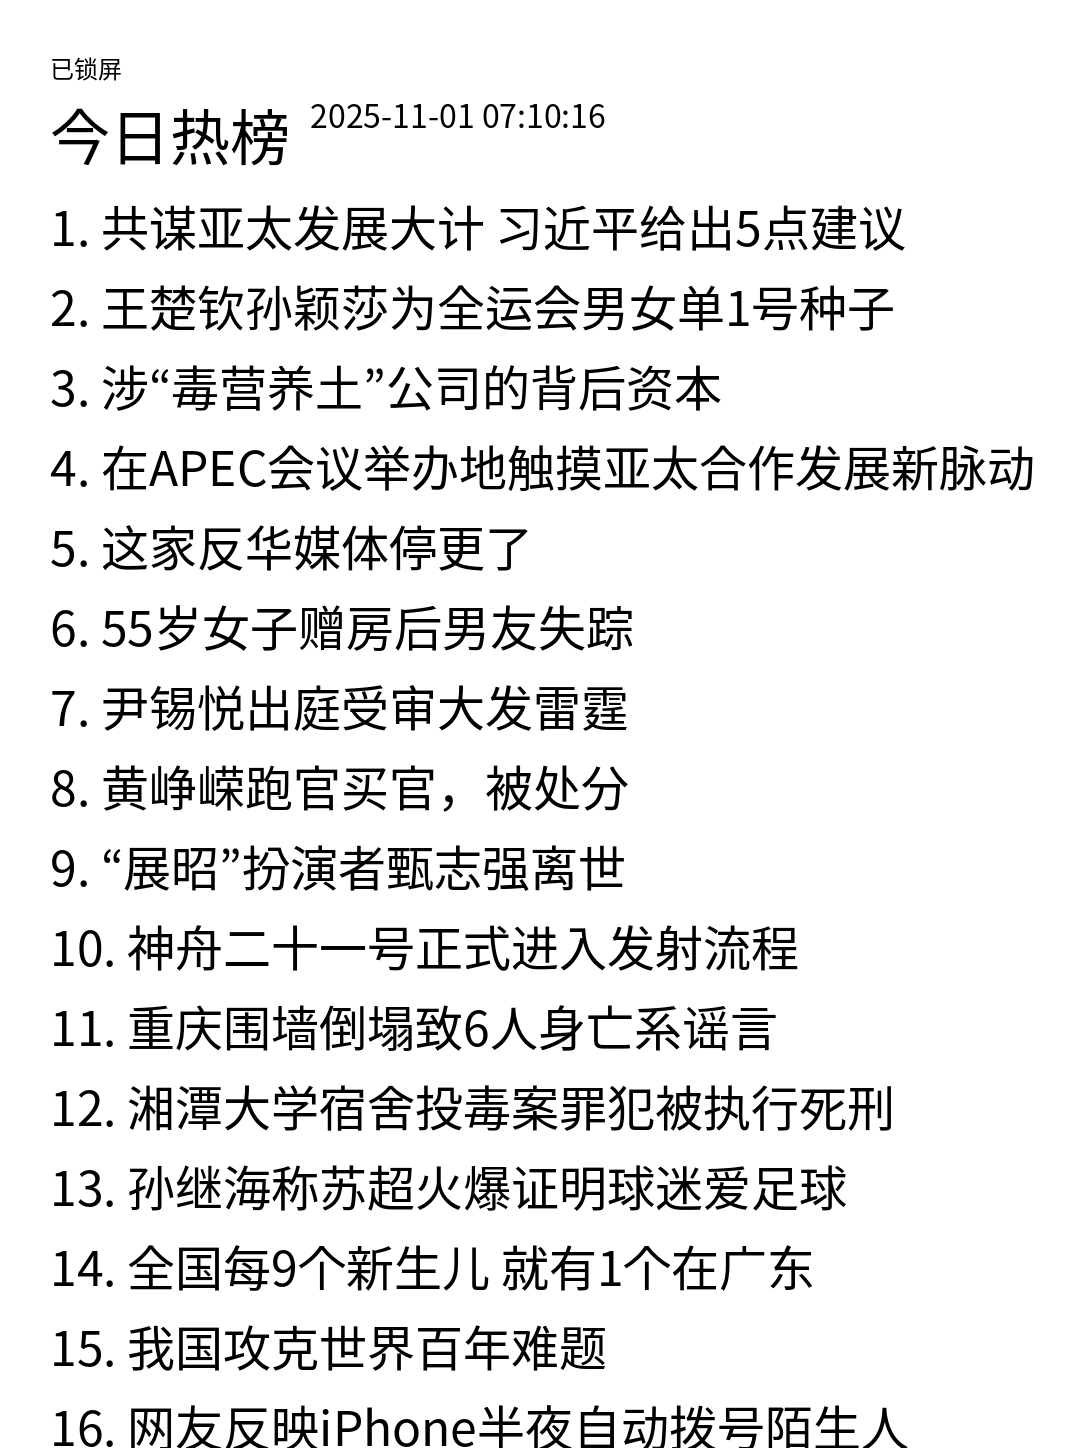 已锁屏
今日热榜 2025-11-01 07:10:16
1. 共谋亚太发展大计 习近平给出5点建议
2. 王楚钦孙颖莎为全运会男女单1号种子
3. 涉“毒营养土”公司的背后资本
4. 在APEC会议举办地触摸亚太合作发展新脉动
5. 这家反华媒体停更了
6. 55岁女子赠房后男友失踪
7. 尹锡悦出庭受审大发雷霆
8. 黄峥嵘跑官买官，被处分
9. “展昭”扮演者甄志强离世
10. 神舟二十一号正式进入发射流程
11. 重庆围墙倒塌致6人身亡系谣言
12. 湘潭大学宿舍投毒案罪犯被执行死刑
13. 孙继海称苏超火爆证明球迷爱足球
14. 全国每9个新生儿 就有1个在广东
15. 我国攻克世界百年难题
16. 网友反映iPhone半夜自动拨号陌生人